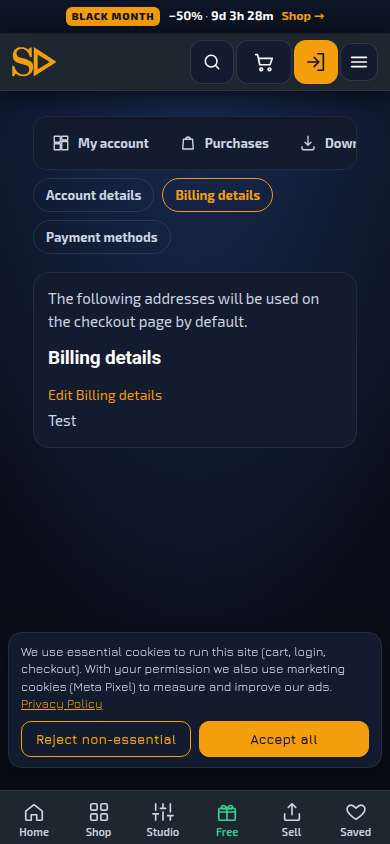 BLACK MONTH −50% · 9d 3h 28m Shop →
SD
My account Purchases Down
Account details Billing details
Payment methods
The following addresses will be used on
the checkout page by default.
Billing details
Edit Billing details
Test
We use essential cookies to run this site (cart, login,
checkout). With your permission we also use marketing
cookies (Meta Pixel) to measure and improve our ads.
Privacy Policy
Reject non-essential Accept all
Home Shop Studio Free Sell Saved